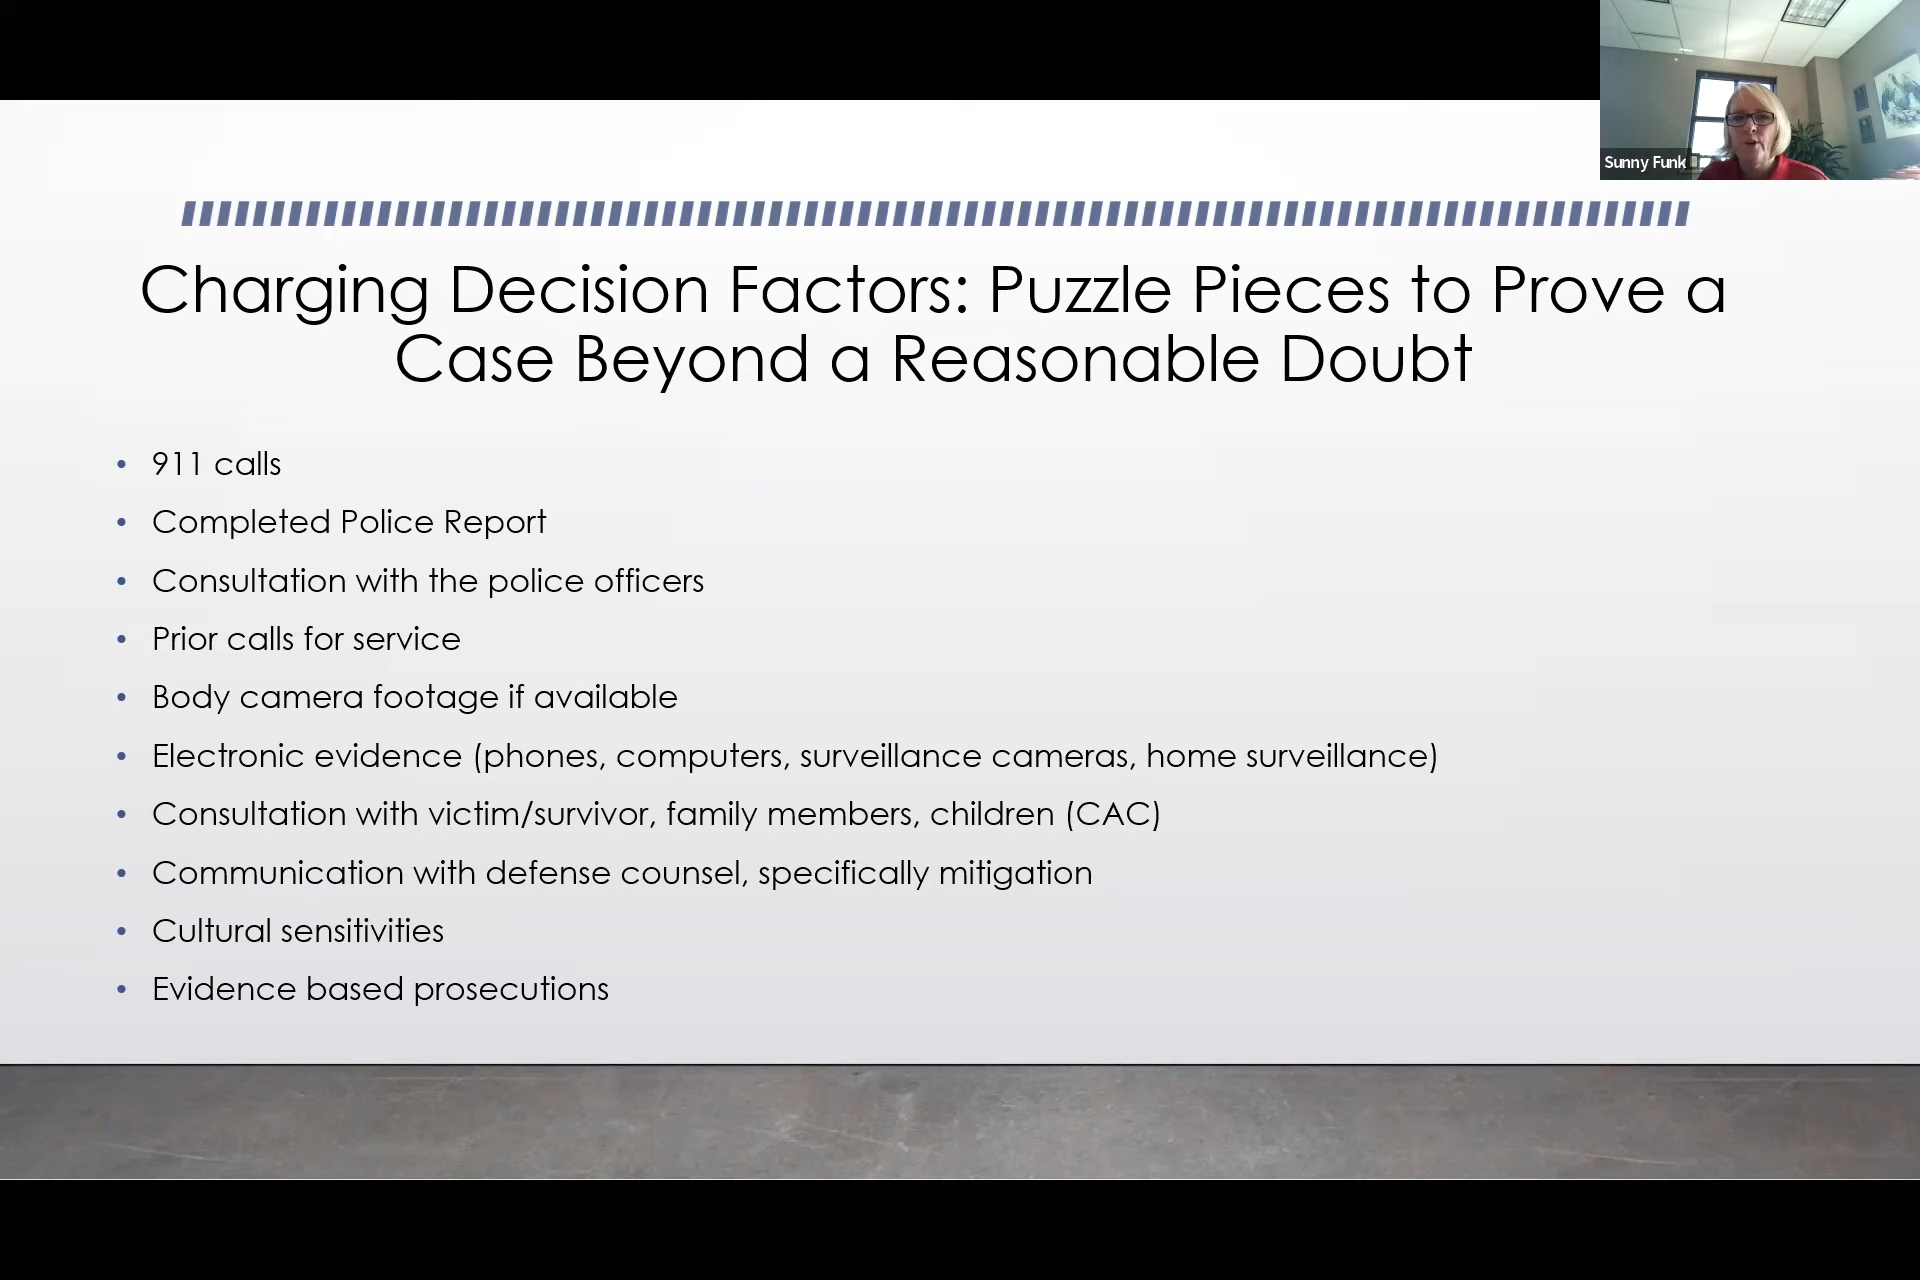 Sunny Funk
Charging Decision Factors: Puzzle Pieces to Prove a
Case Beyond a Reasonable Doubt
• 911 calls
• Completed Police Report
• Consultation with the police officers
• Prior calls for service
• Body camera footage if available
• Electronic evidence (phones, computers, surveillance cameras, home surveillance)
• Consultation with victim/survivor, family members, children (CAC)
• Communication with defense counsel, specifically mitigation
• Cultural sensitivities
• Evidence based prosecutions